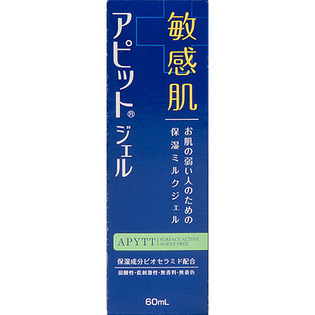 敏感肌
アピット®ジェル
お肌の弱い人のための
保湿ミルクジェル
APYTT
SURFACE ACTIVE
AGENT FREE
保湿成分ビオセラミド配合
弱酸性・低刺激性・無香料・無着色
60mL